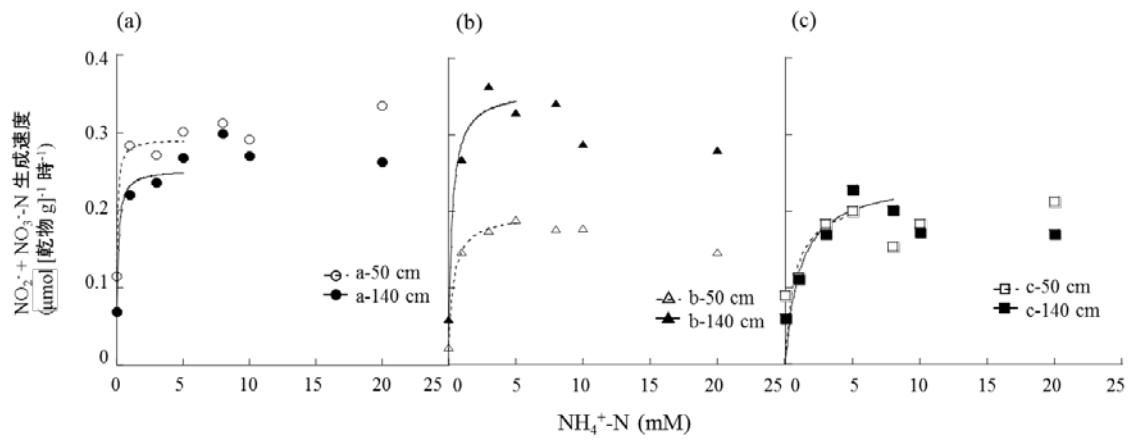 (a)
(b)
(c)
NO₂⁻ + NO₃⁻-N 生成速度
(μmol [乾物 g]⁻¹ 時⁻¹)
0.4
0.3
0.2
0.1
0
a-50 cm
a-140 cm
b-50 cm
b-140 cm
c-50 cm
c-140 cm
0 5 10 15 20 25 0 5 10 15 20 25 0 5 10 15 20 25
NH₄⁺-N (mM)